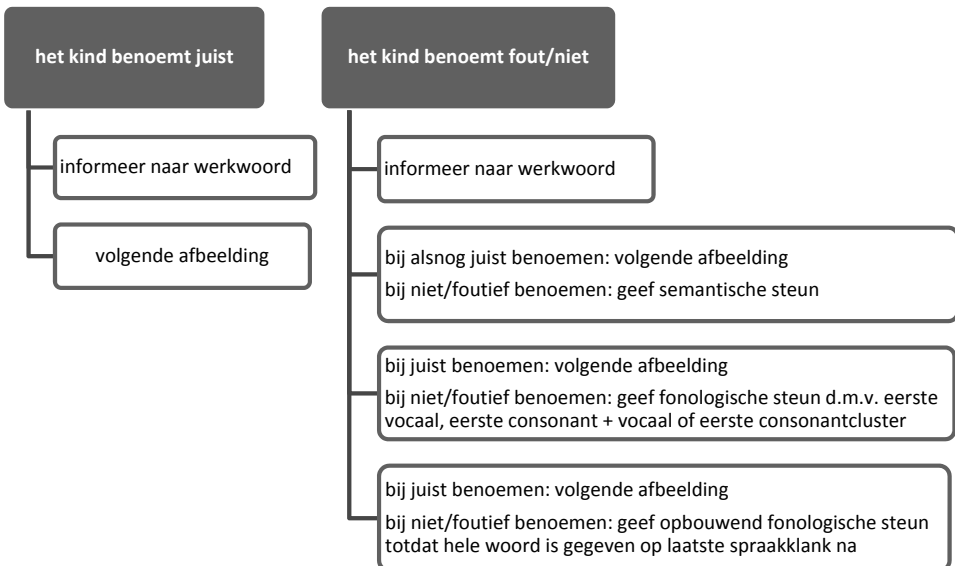 het kind benoemt juist
informeer naar werkwoord
volgende afbeelding
het kind benoemt fout/niet
informeer naar werkwoord
bij alsnog juist benoemen: volgende afbeelding
bij niet/foutief benoemen: geef semantische steun
bij juist benoemen: volgende afbeelding
bij niet/foutief benoemen: geef fonologische steun d.m.v. eerste
vocaal, eerste consonant + vocaal of eerste consonantcluster
bij juist benoemen: volgende afbeelding
bij niet/foutief benoemen: geef opbouwend fonologische steun
totdat hele woord is gegeven op laatste spraakklank na